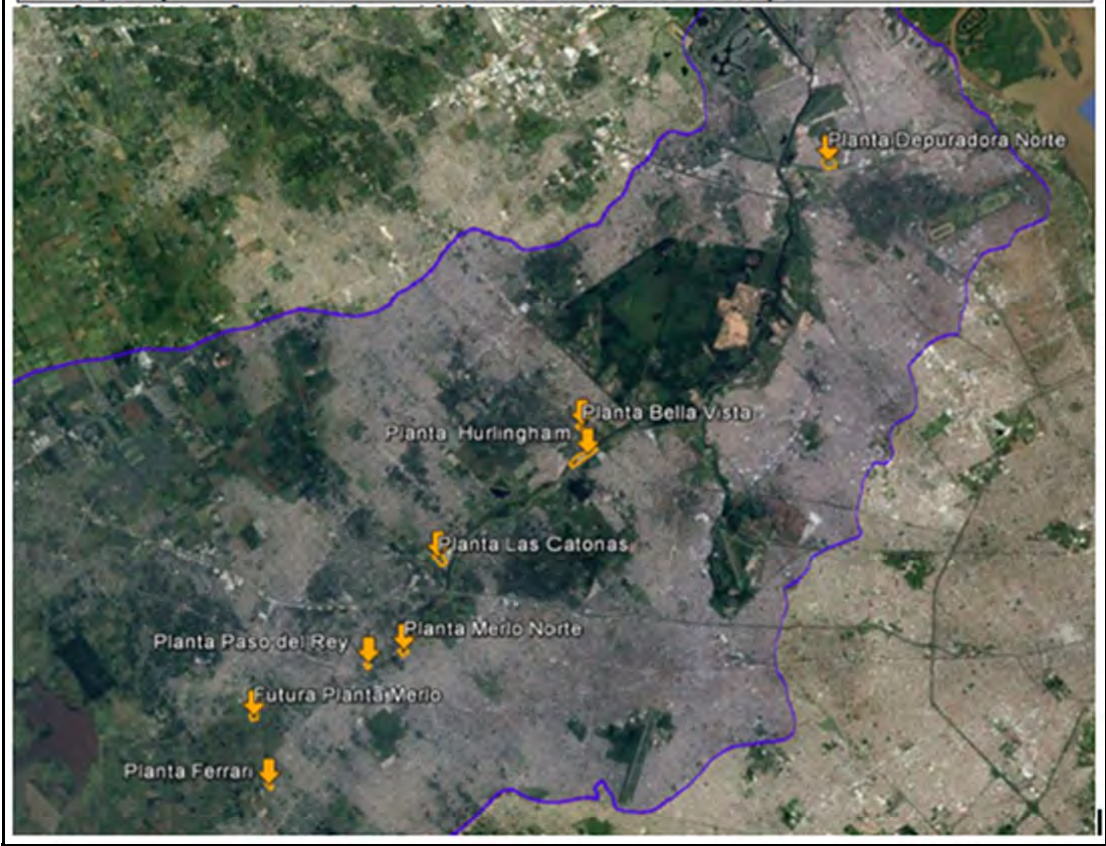 Planta Depuradora Norte
Planta Bella Vista
Planta Hurlingham
Planta Las Catonas
Planta Merlo Norte
Planta Paso del Rey
Futura Planta Merlo
Planta Ferrari